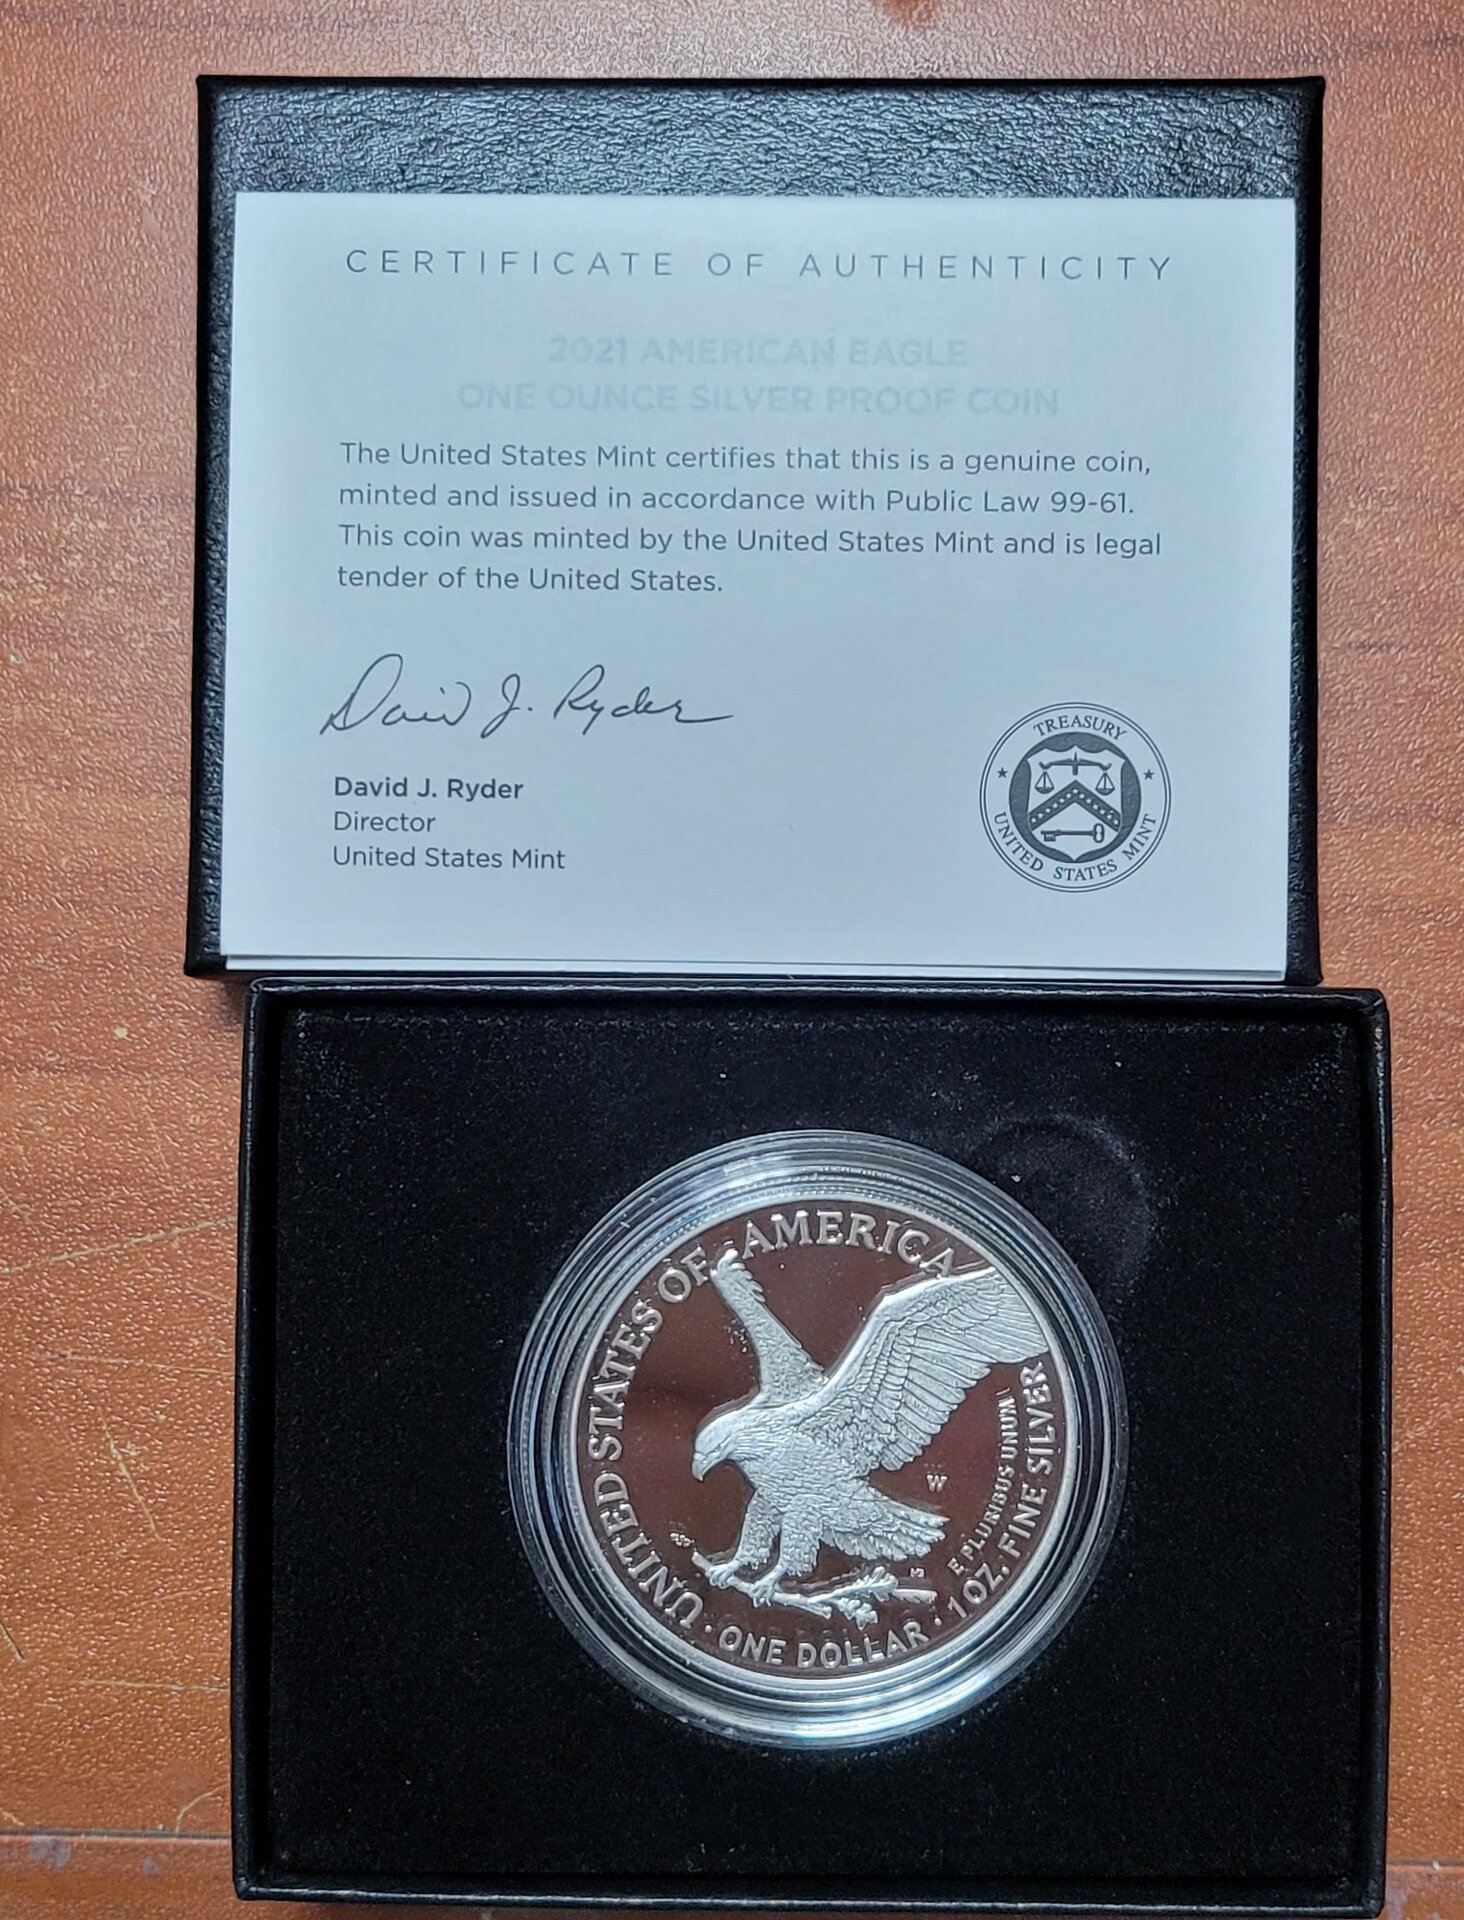 CERTIFICATE OF AUTHENTICITY
2021 AMERICAN EAGLE
ONE OUNCE SILVER PROOF COIN
The United States Mint certifies that this is a genuine coin,
minted and issued in accordance with Public Law 99-61.
This coin was minted by the United States Mint and is legal
tender of the United States.
David J. Ryder
David J. Ryder
Director
United States Mint
TREASURY
UNITED STATES MINT
UNITED STATES OF AMERICA
W
E PLURIBUS UNUM
1 OZ. FINE SILVER
· ONE DOLLAR ·